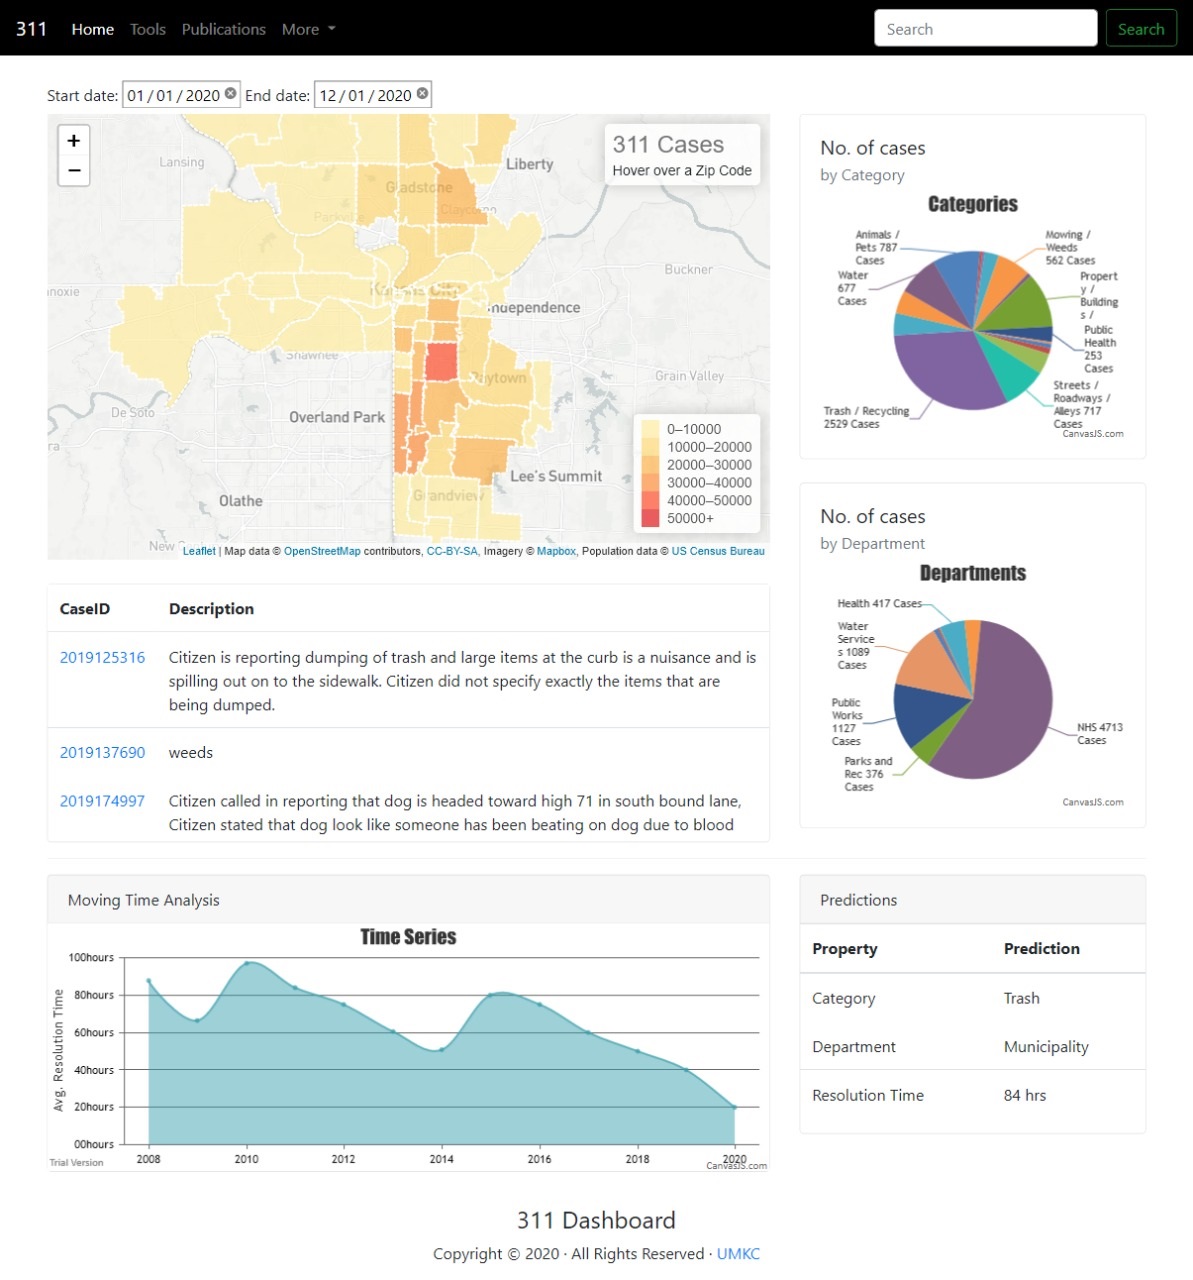 311 Home Tools Publications More Search Search
Start date: 01/01/2020 End date: 12/01/2020
+
−
311 Cases
Hover over a Zip Code
Lansing
Liberty
Gladstone
Parkville
Claycomo
Buckner
Kansas City
Independence
Shawnee
Raytown
Grain Valley
De Soto
Overland Park
Lee's Summit
Olathe
Grandview
0–10000
10000–20000
20000–30000
30000–40000
40000–50000
50000+
Leaflet | Map data © OpenStreetMap contributors, CC-BY-SA, Imagery © Mapbox, Population data © US Census Bureau
No. of cases
by Category
Categories
Animals /
Pets 787
Cases
Mowing /
Weeds
562 Cases
Water
677
Cases
Propert
y /
Building
s /
Public
Health
253
Cases
Streets /
Roadways /
Alleys 717
Cases
Trash / Recycling
2529 Cases
CanvasJS.com
No. of cases
by Department
Departments
Health 417 Cases
Water
Service
s 1089
Cases
Public
Works
1127
Cases
NHS 4713
Cases
Parks and
Rec 376
Cases
CanvasJS.com
CaseID Description
2019125316 Citizen is reporting dumping of trash and large items at the curb is a nuisance and is
spilling out on to the sidewalk. Citizen did not specify exactly the items that are
being dumped.
2019137690 weeds
2019174997 Citizen called in reporting that dog is headed toward high 71 in south bound lane,
Citizen stated that dog look like someone has been beating on dog due to blood
Moving Time Analysis
Time Series
Avg. Resolution Time
100hours
80hours
60hours
40hours
20hours
00hours
2008 2010 2012 2014 2016 2018 2020
Trial Version
CanvasJS.com
Predictions
Property Prediction
Category Trash
Department Municipality
Resolution Time 84 hrs
311 Dashboard
Copyright © 2020 · All Rights Reserved · UMKC